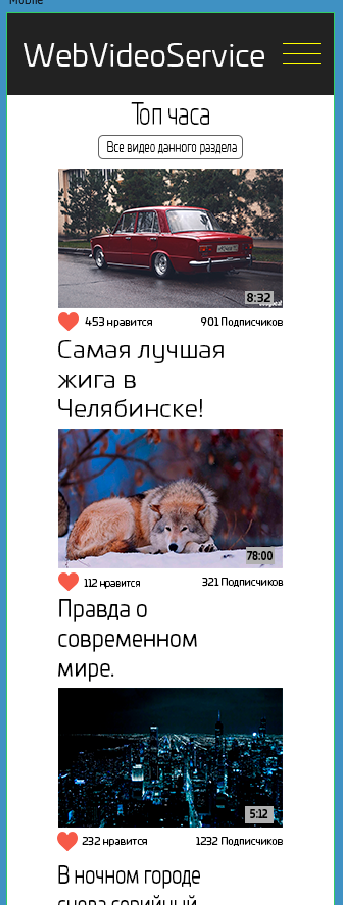 Mobile
WebVideoService
Топ часа
Все видео данного раздела
8:32
453 нравится 901 Подписчиков
Самая лучшая
жига в
Челябинске!
78:00
112 нравится 321 Подписчиков
Правда о
современном
мире.
5:12
232 нравится 1232 Подписчиков
В ночном городе
снова серийный